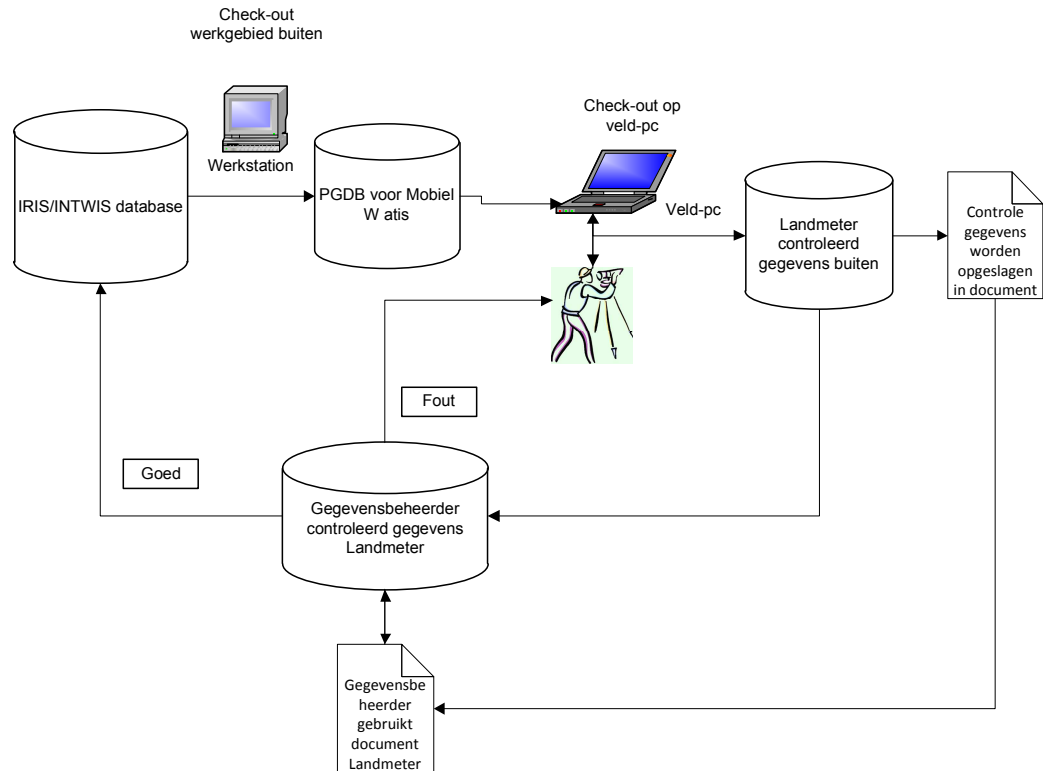 Check-out
werkgebied buiten
Werkstation
IRIS/INTWIS database
PGDB voor Mobiel
W atis
Check-out op
veld-pc
Veld-pc
Landmeter
controleerd
gegevens buiten
Controle
gegevens
worden
opgeslagen
in document
Fout
Goed
Gegevensbeheerder
controleerd gegevens
Landmeter
Gegevensbe
heerder
gebruikt
document
Landmeter